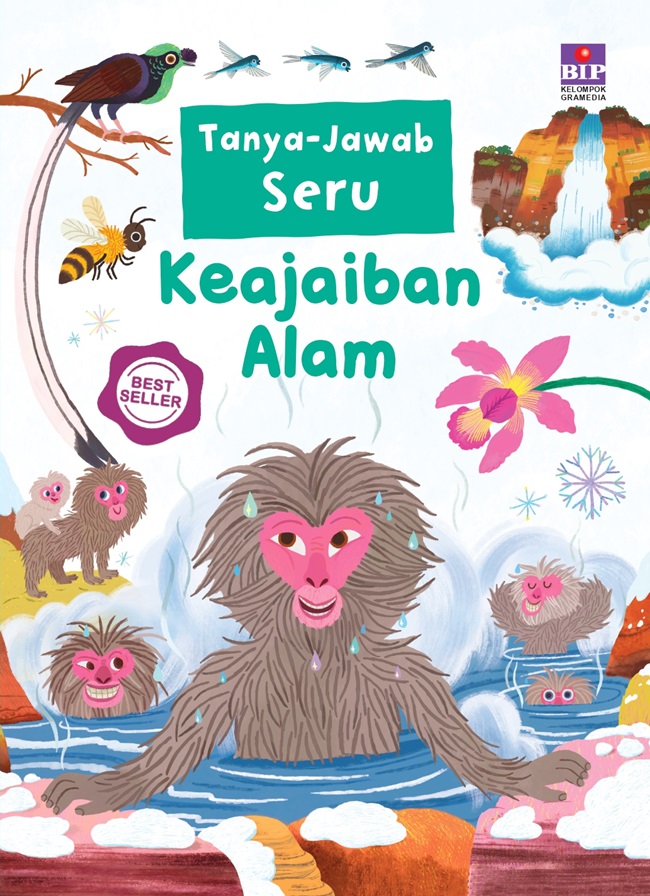 BIP
KELOMPOK
GRAMEDIA
Tanya-Jawab
Seru
Keajaiban
Alam
BEST
SELLER